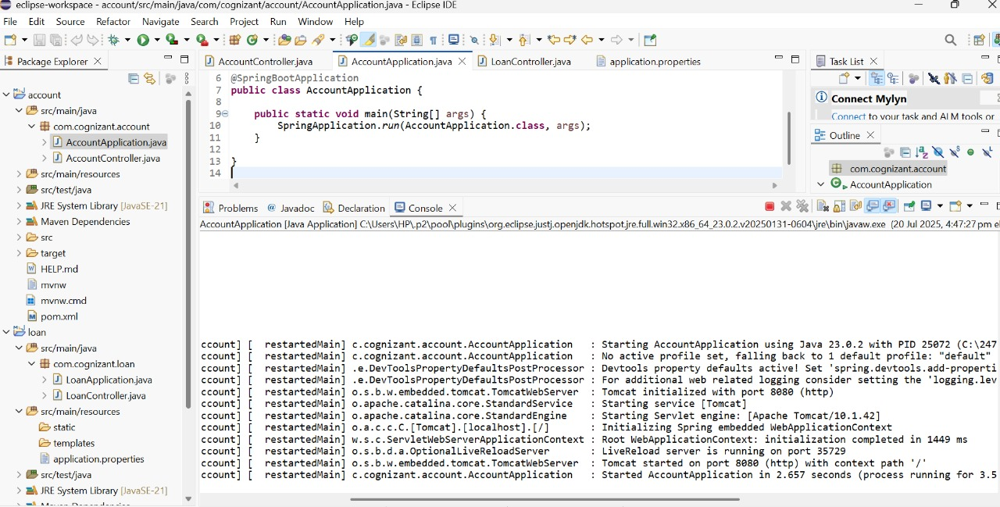 eclipse-workspace - account/src/main/java/com/cognizant/account/AccountApplication.java - Eclipse IDE
File Edit Source Refactor Navigate Search Project Run Window Help
Package Explorer
account
src/main/java
com.cognizant.account
AccountApplication.java
AccountController.java
src/main/resources
src/test/java
JRE System Library [JavaSE-21]
Maven Dependencies
src
target
HELP.md
mvnw
mvnw.cmd
pom.xml
loan
src/main/java
com.cognizant.loan
LoanApplication.java
LoanController.java
src/main/resources
static
templates
application.properties
src/test/java
JRE System Library [JavaSE-21]
AccountController.java AccountApplication.java LoanController.java application.properties
6 @SpringBootApplication
7 public class AccountApplication {
8
9 public static void main(String[] args) {
10 SpringApplication.run(AccountApplication.class, args);
11 }
12
13 }
14
Task List
Connect Mylyn
Connect to your task and ALM tools or
Outline
com.cognizant.account
AccountApplication
Problems @ Javadoc Declaration Console
AccountApplication [Java Application] C:\Users\HP\.p2\pool\plugins\org.eclipse.justj.openjdk.hotspot.jre.full.win32.x86_64_23.0.2.v20250131-0604\jre\bin\javaw.exe (20 Jul 2025, 4:47:27 pm el
ccount] [ restartedMain] c.cognizant.account.AccountApplication : Starting AccountApplication using Java 23.0.2 with PID 25072 (C:\247
ccount] [ restartedMain] c.cognizant.account.AccountApplication : No active profile set, falling back to 1 default profile: "default"
ccount] [ restartedMain] .e.DevToolsPropertyDefaultsPostProcessor : Devtools property defaults active! Set 'spring.devtools.add-properti
ccount] [ restartedMain] .e.DevToolsPropertyDefaultsPostProcessor : For additional web related logging consider setting the 'logging.lev
ccount] [ restartedMain] o.s.b.w.embedded.tomcat.TomcatWebServer : Tomcat initialized with port 8080 (http)
ccount] [ restartedMain] o.apache.catalina.core.StandardService : Starting service [Tomcat]
ccount] [ restartedMain] o.apache.catalina.core.StandardEngine : Starting Servlet engine: [Apache Tomcat/10.1.42]
ccount] [ restartedMain] o.a.c.c.C.[Tomcat].[localhost].[/] : Initializing Spring embedded WebApplicationContext
ccount] [ restartedMain] w.s.c.ServletWebServerApplicationContext : Root WebApplicationContext: initialization completed in 1449 ms
ccount] [ restartedMain] o.s.b.d.a.OptionalLiveReloadServer : LiveReload server is running on port 35729
ccount] [ restartedMain] o.s.b.w.embedded.tomcat.TomcatWebServer : Tomcat started on port 8080 (http) with context path '/'
ccount] [ restartedMain] c.cognizant.account.AccountApplication : Started AccountApplication in 2.657 seconds (process running for 3.5